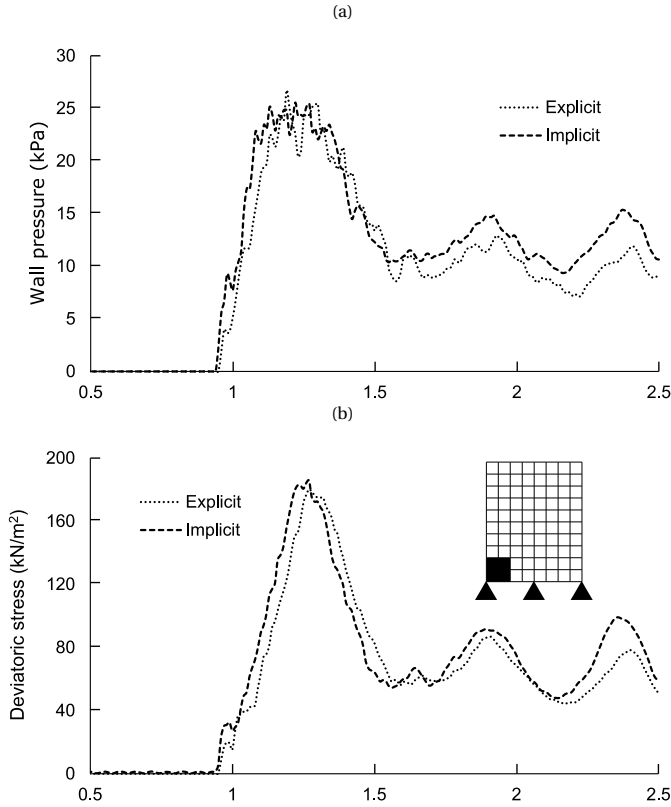 (a)
30
25
20
15
10
5
0
Wall pressure (kPa)
Explicit
Implicit
0.5 1 1.5 2 2.5
(b)
200
160
120
80
40
0
Deviatoric stress (kN/m²)
Explicit
Implicit
0.5 1 1.5 2 2.5